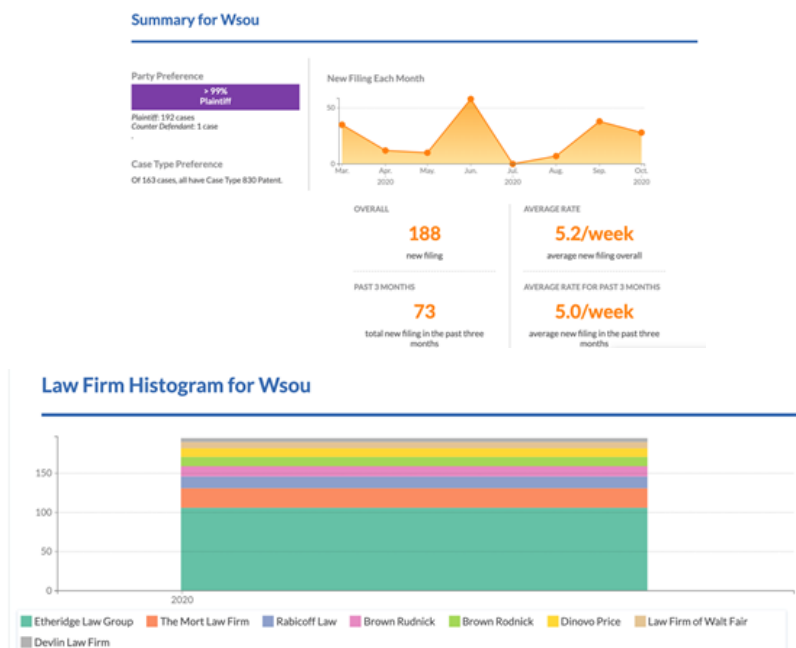 Summary for Wsou
Party Preference
> 99%
Plaintiff
Plaintiff: 192 cases
Counter Defendant: 1 case
-
Case Type Preference
Of 163 cases, all have Case Type 830 Patent.
New Filing Each Month
50
0
Mar. Apr. May. Jun. Jul. Aug. Sep. Oct.
2020 2020 2020
OVERALL
188
new filing
AVERAGE RATE
5.2/week
average new filing overall
PAST 3 MONTHS
73
total new filing in the past three
months
AVERAGE RATE FOR PAST 3 MONTHS
5.0/week
average new filing in the past three
months
Law Firm Histogram for Wsou
150
100
50
0
2020
Etheridge Law Group The Mort Law Firm Rabicoff Law Brown Rudnick Brown Rodnick Dinovo Price Law Firm of Walt Fair
Devlin Law Firm